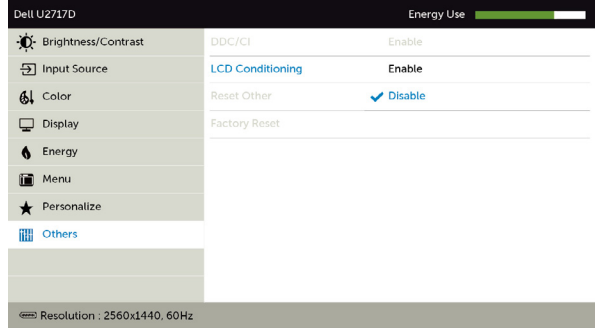 Dell U2717D Energy Use
Brightness/Contrast DDC/CI Enable
Input Source LCD Conditioning Enable
Color Reset Other Disable
Display Factory Reset
Energy
Menu
Personalize
Others
Resolution : 2560x1440, 60Hz